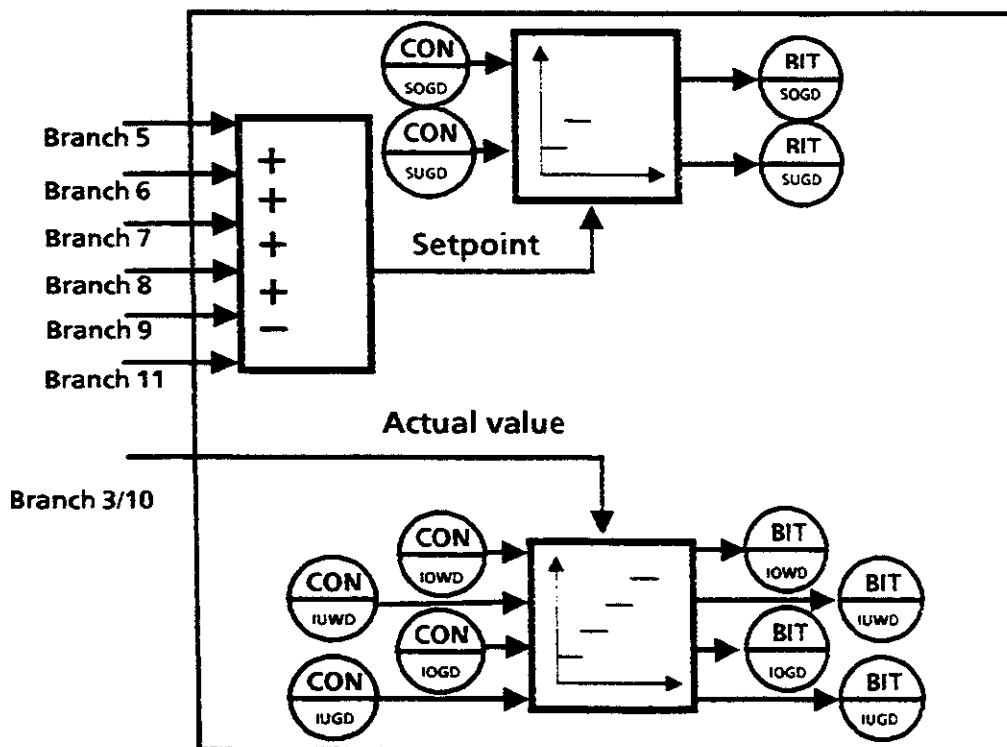 CON
SOGD
CON
SUGD
RIT
SOGD
RIT
SUGD
Branch 5
Branch 6
Branch 7
Branch 8
Branch 9
Branch 11
+
+
+
+
−
Setpoint
Actual value
Branch 3/10
CON
IOWD
CON
IUWD
CON
IOGD
CON
IUGD
BIT
IOWD
BIT
IUWD
BIT
IOGD
BIT
IUGD